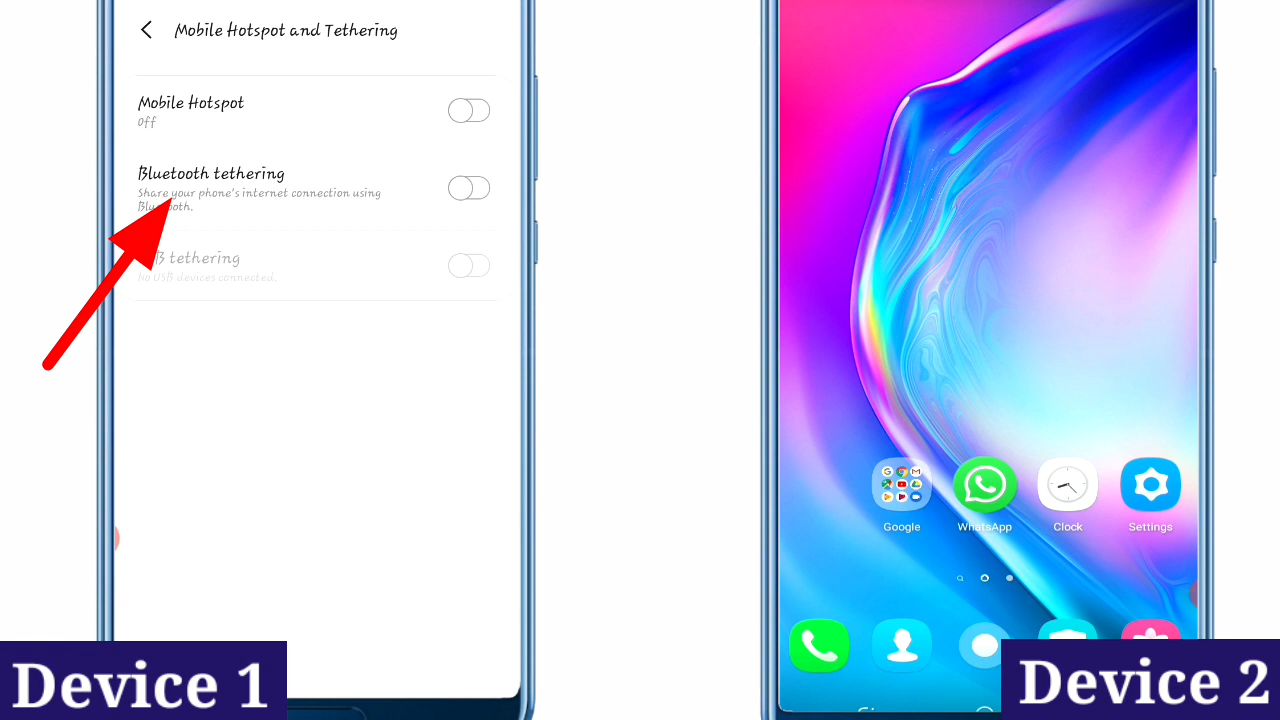 Mobile Hotspot and Tethering
Mobile Hotspot
Off
Bluetooth tethering
Share your phone's internet connection using
Bluetooth.
tethering
No USB devices connected.
Google
WhatsApp
Clock
Settings
Device 1
Device 2